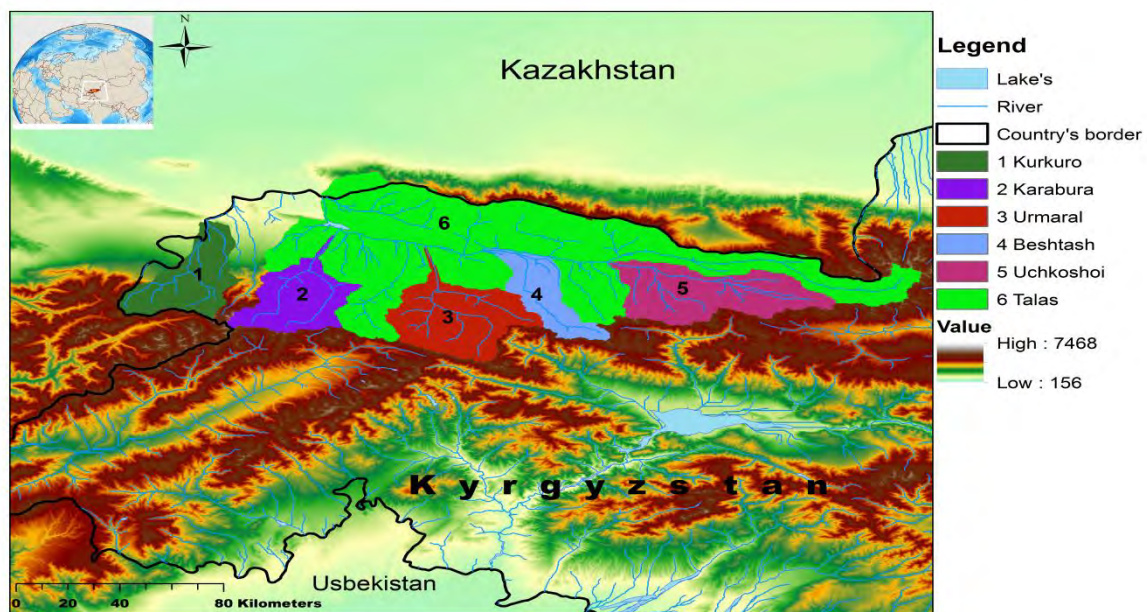 N
Kazakhstan
6
1
2
3
4
5
Kyrgyzstan
Usbekistan
0 20 40 80 Kilometers
Legend
Lake's
River
Country's border
1 Kurkuro
2 Karabura
3 Urmaral
4 Beshtash
5 Uchkoshoi
6 Talas
Value
High : 7468
Low : 156